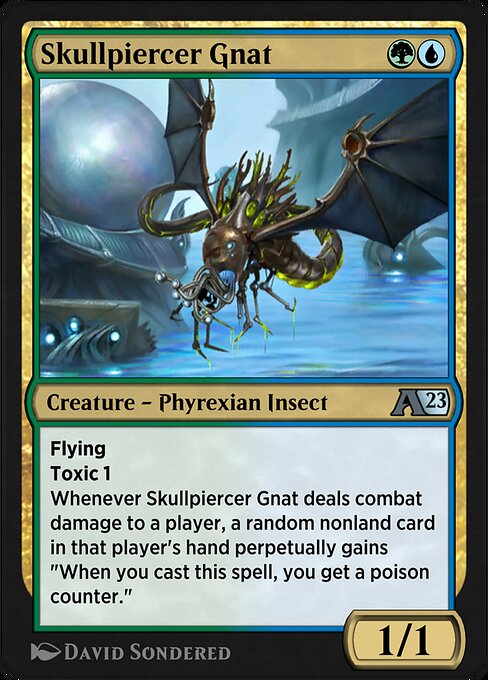 Skullpiercer Gnat
Creature – Phyrexian Insect
A23
Flying
Toxic 1
Whenever Skullpiercer Gnat deals combat
damage to a player, a random nonland card
in that player's hand perpetually gains
"When you cast this spell, you get a poison
counter."
1/1
David Sondered